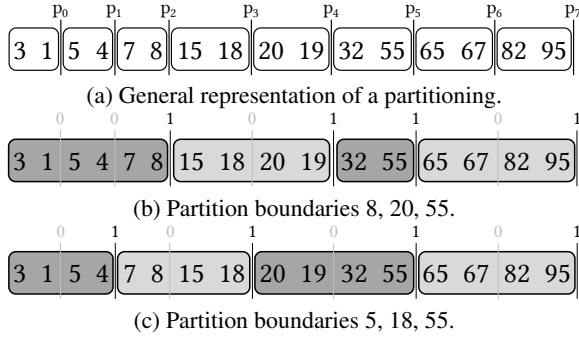 p₀ p₁ p₂ p₃ p₄ p₅ p₆ p₇
3 1 5 4 7 8 15 18 20 19 32 55 65 67 82 95
(a) General representation of a partitioning.
0 0 1 0 1 1 0 1
3 1 5 4 7 8 15 18 20 19 32 55 65 67 82 95
(b) Partition boundaries 8, 20, 55.
0 1 0 1 0 1 0 1
3 1 5 4 7 8 15 18 20 19 32 55 65 67 82 95
(c) Partition boundaries 5, 18, 55.